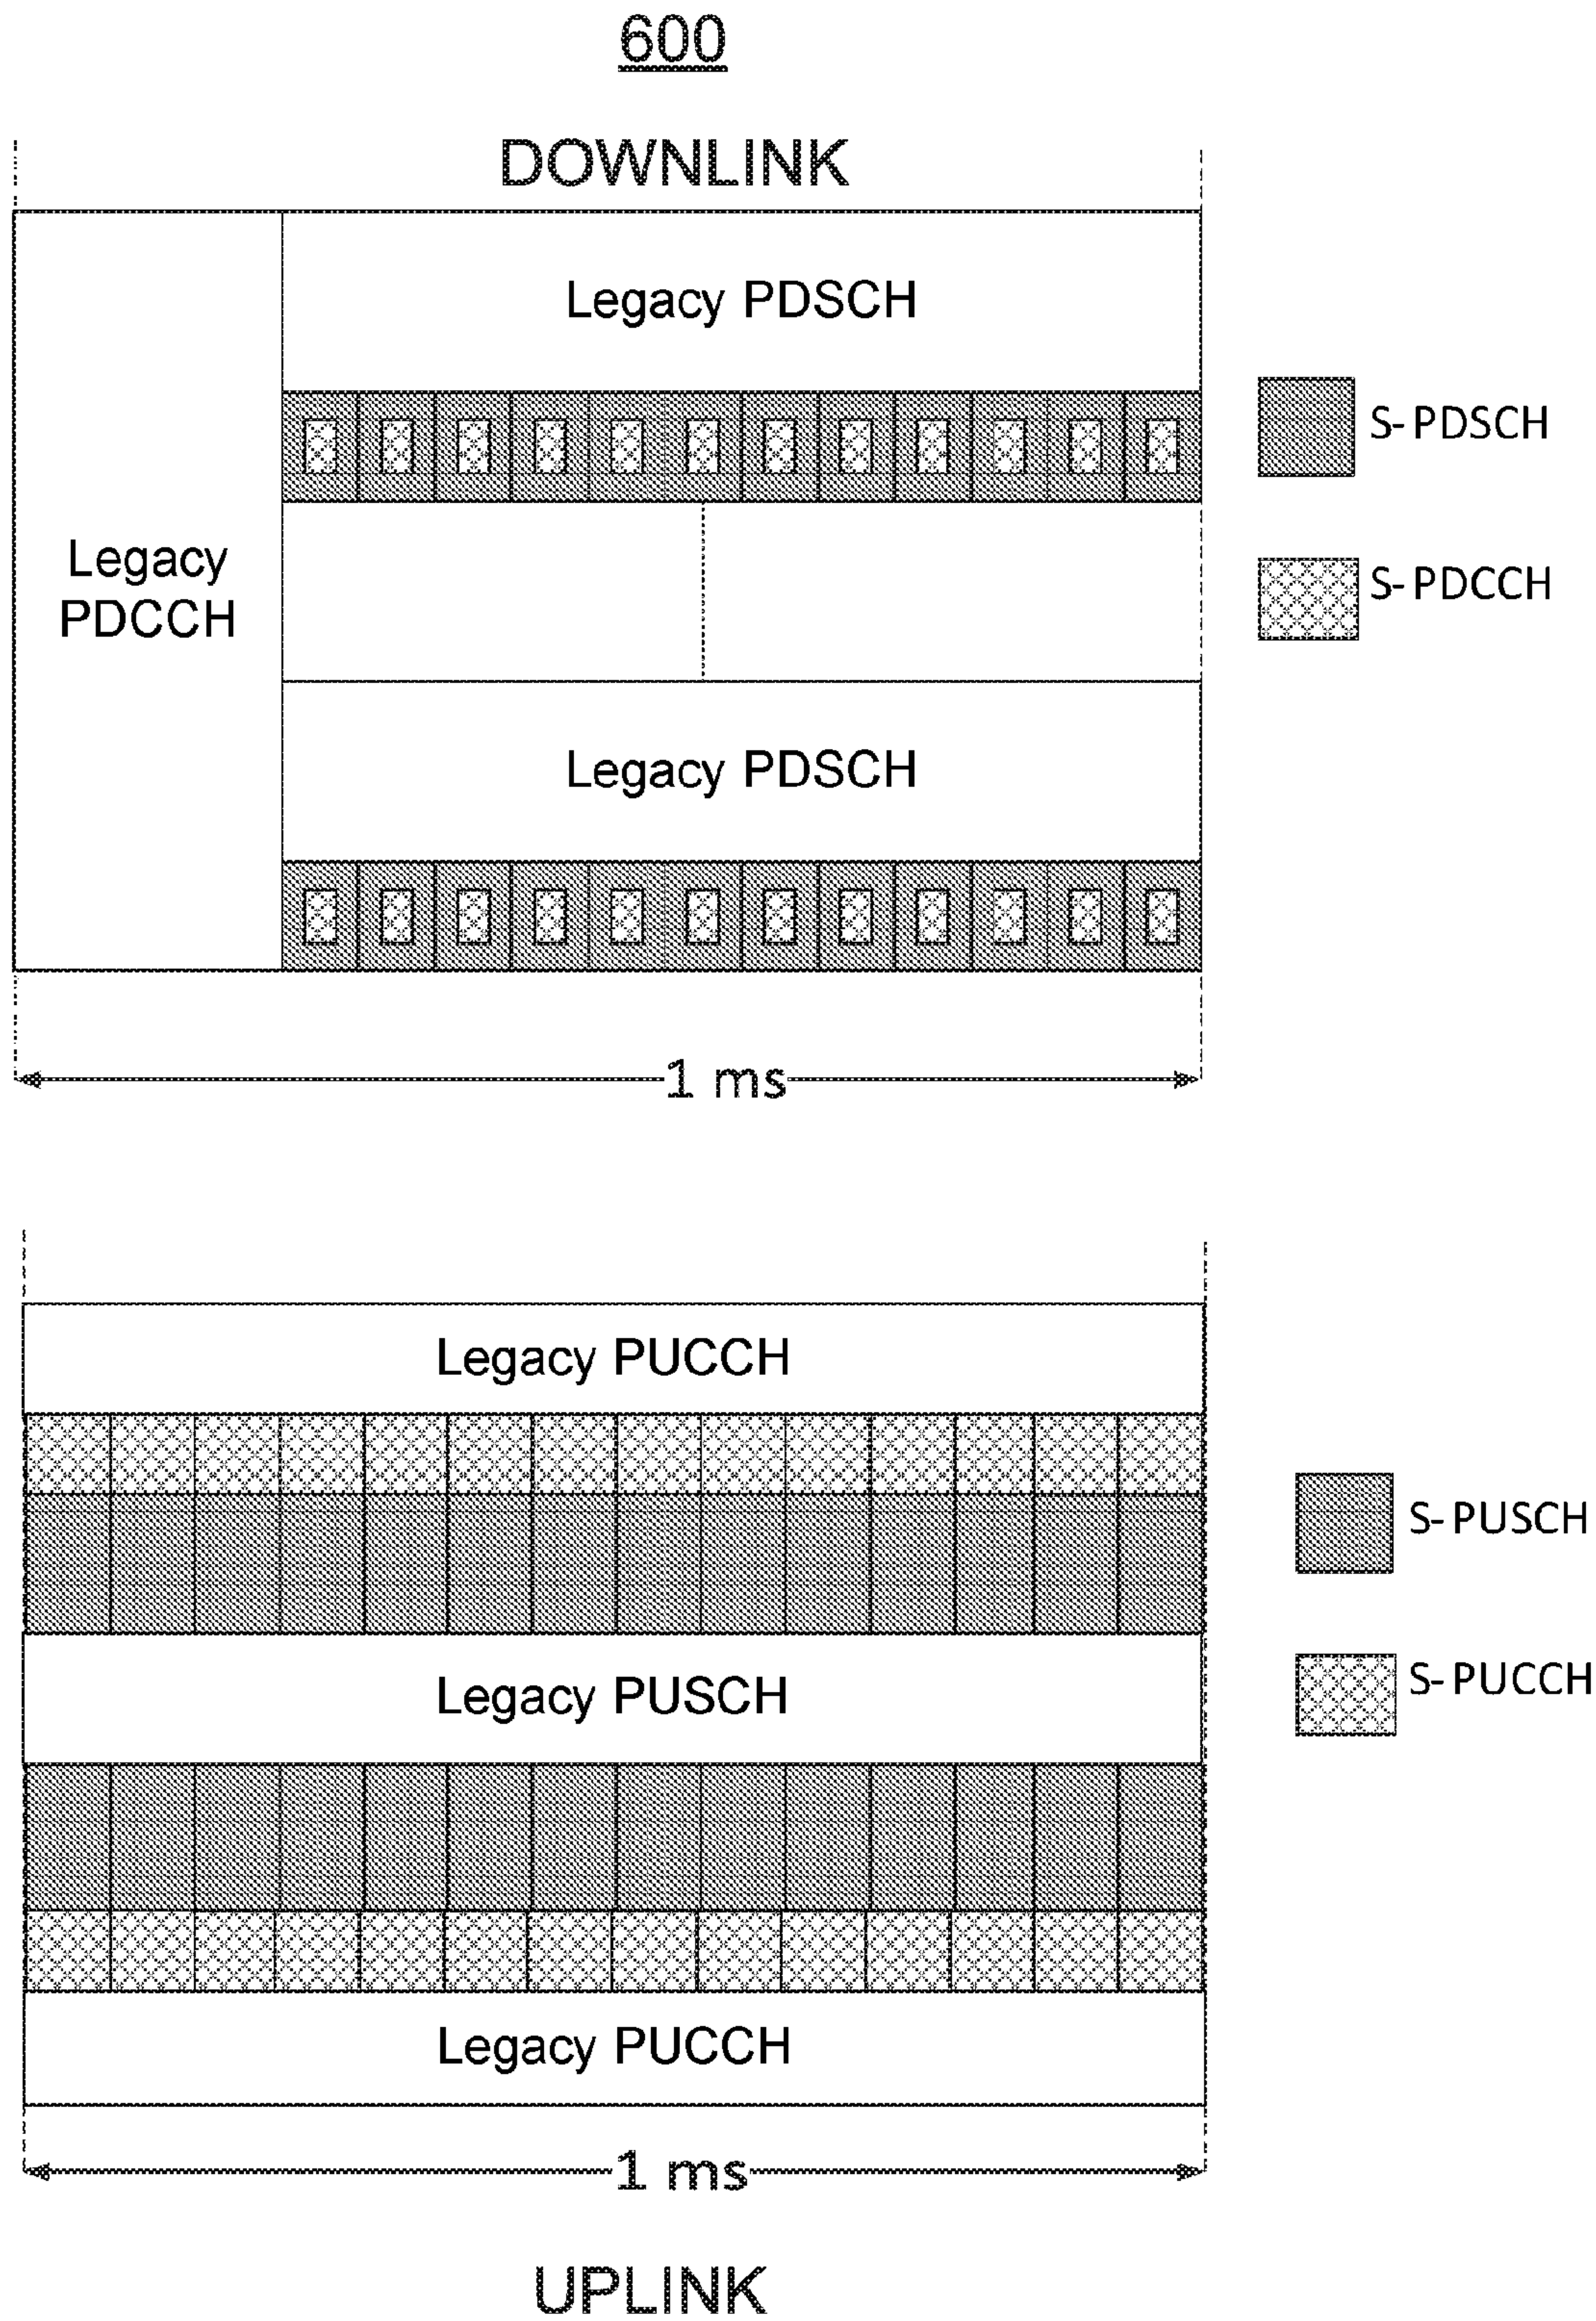 600
DOWNLINK
Legacy PDSCH
S-PDSCH
Legacy
PDCCH
S-PDCCH
Legacy PDSCH
1 ms
Legacy PUCCH
S-PUSCH
Legacy PUSCH
S-PUCCH
Legacy PUCCH
1 ms
UPLINK